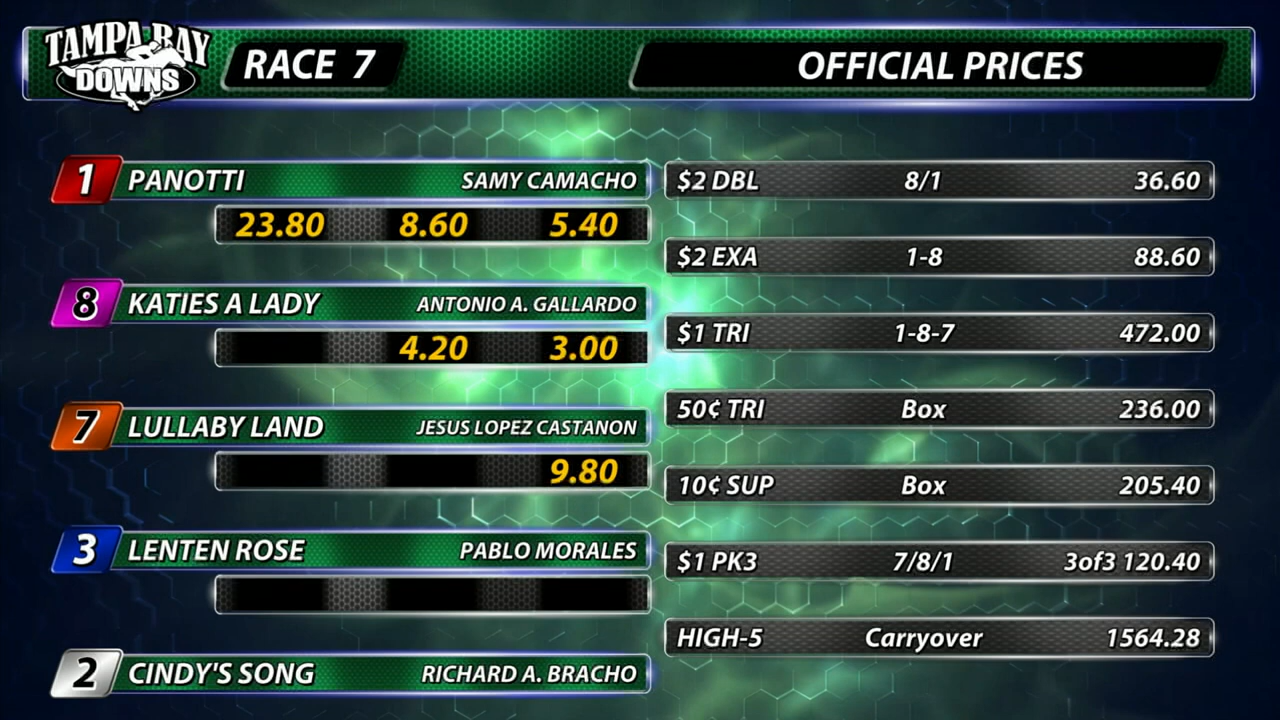 TAMPA BAY DOWNS
RACE 7
OFFICIAL PRICES
1 PANOTTI SAMY CAMACHO
23.80 8.60 5.40
8 KATIES A LADY ANTONIO A. GALLARDO
4.20 3.00
7 LULLABY LAND JESUS LOPEZ CASTANON
9.80
3 LENTEN ROSE PABLO MORALES
2 CINDY'S SONG RICHARD A. BRACHO
$2 DBL 8/1 36.60
$2 EXA 1-8 88.60
$1 TRI 1-8-7 472.00
50¢ TRI Box 236.00
10¢ SUP Box 205.40
$1 PK3 7/8/1 3of3 120.40
HIGH-5 Carryover 1564.28